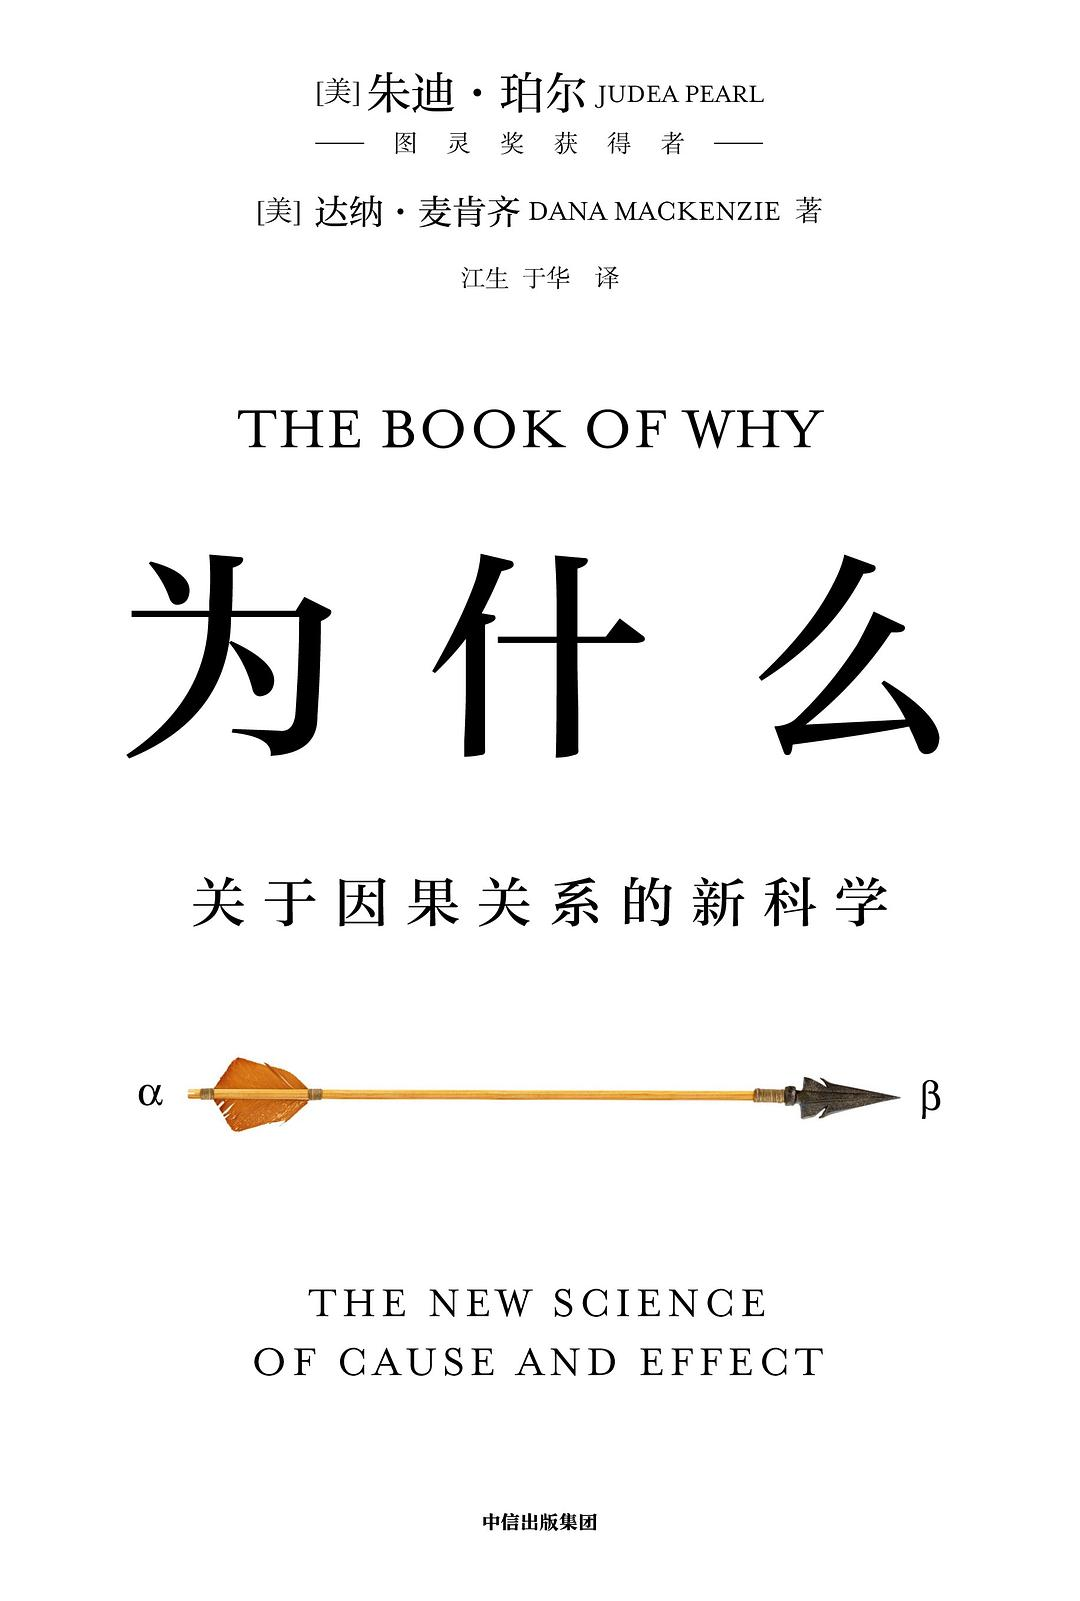 [美] 朱迪·珀尔 JUDEA PEARL
图灵奖获得者
[美] 达纳·麦肯齐 DANA MACKENZIE 著
江生 于华 译
THE BOOK OF WHY
为什么
关于因果关系的新科学
α β
THE NEW SCIENCE
OF CAUSE AND EFFECT
中信出版集团